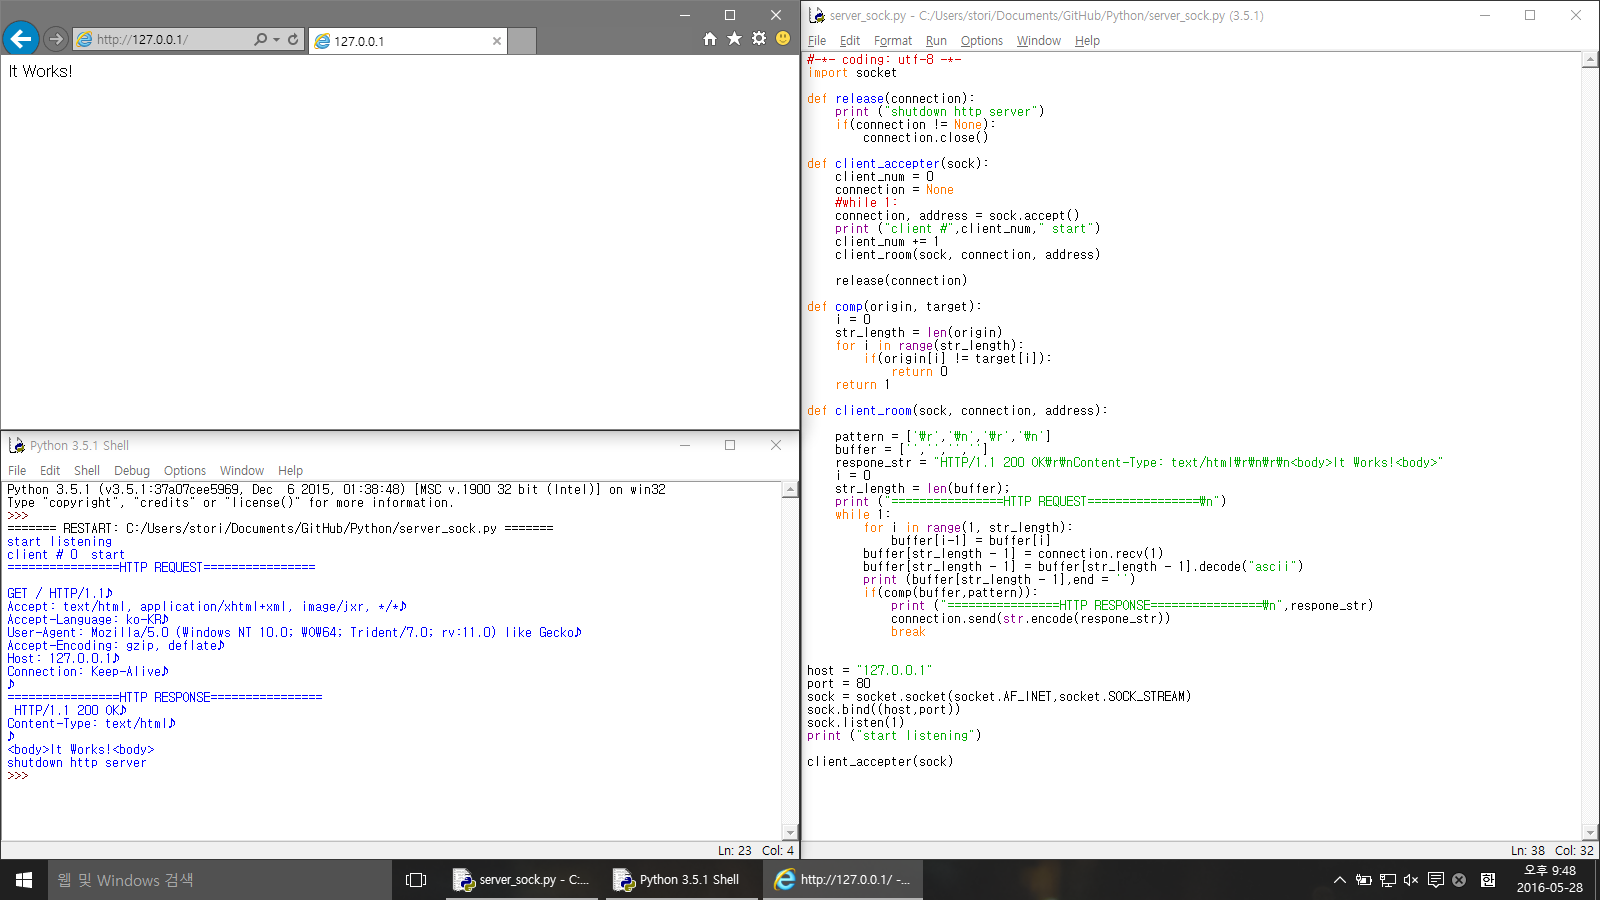 http://127.0.0.1/
127.0.0.1
It Works!
Python 3.5.1 Shell
File Edit Shell Debug Options Window Help
Python 3.5.1 (v3.5.1:37a07cee5969, Dec  6 2015, 01:38:48) [MSC v.1900 32 bit (Intel)] on win32
Type "copyright", "credits" or "license()" for more information.
>>>
======= RESTART: C:/Users/stori/Documents/GitHub/Python/server_sock.py =======
start listening
client # 0  start
================HTTP REQUEST================
GET / HTTP/1.1♪
Accept: text/html, application/xhtml+xml, image/jxr, */*♪
Accept-Language: ko-KR♪
User-Agent: Mozilla/5.0 (Windows NT 10.0; WOW64; Trident/7.0; rv:11.0) like Gecko♪
Accept-Encoding: gzip, deflate♪
Host: 127.0.0.1♪
Connection: Keep-Alive♪
♪
================HTTP RESPONSE================
HTTP/1.1 200 OK♪
Content-Type: text/html♪
♪
<body>It Works!<body>
shutdown http server
>>>
Ln: 23 Col: 4
server_sock.py - C:/Users/stori/Documents/GitHub/Python/server_sock.py (3.5.1)
File Edit Format Run Options Window Help
#-*- coding: utf-8 -*-
import socket
def release(connection):
    print ("shutdown http server")
    if(connection != None):
        connection.close()
def client_accepter(sock):
    client_num = 0
    connection = None
    #while 1:
    connection, address = sock.accept()
    print ("client #",client_num," start")
    client_num += 1
    client_room(sock, connection, address)
    release(connection)
def comp(origin, target):
    i = 0
    str_length = len(origin)
    for i in range(str_length):
        if(origin[i] != target[i]):
            return 0
    return 1
def client_room(sock, connection, address):
    pattern = ['₩r','₩n','₩r','₩n']
    buffer = ['','','','']
    respone_str = "HTTP/1.1 200 OK₩r₩nContent-Type: text/html₩r₩n₩r₩n<body>It Works!<body>"
    i = 0
    str_length = len(buffer);
    print ("================HTTP REQUEST================₩n")
    while 1:
        for i in range(1, str_length):
            buffer[i-1] = buffer[i]
        buffer[str_length - 1] = connection.recv(1)
        buffer[str_length - 1] = buffer[str_length - 1].decode("ascii")
        print (buffer[str_length - 1],end = '')
        if(comp(buffer,pattern)):
            print ("================HTTP RESPONSE================₩n",respone_str)
            connection.send(str.encode(respone_str))
            break
host = "127.0.0.1"
port = 80
sock = socket.socket(socket.AF_INET,socket.SOCK_STREAM)
sock.bind((host,port))
sock.listen(1)
print ("start listening")
client_accepter(sock)
Ln: 38 Col: 32
웹 및 Windows 검색
server_sock.py - C:...
Python 3.5.1 Shell
http://127.0.0.1/ -...
한
오후 9:48
2016-05-28